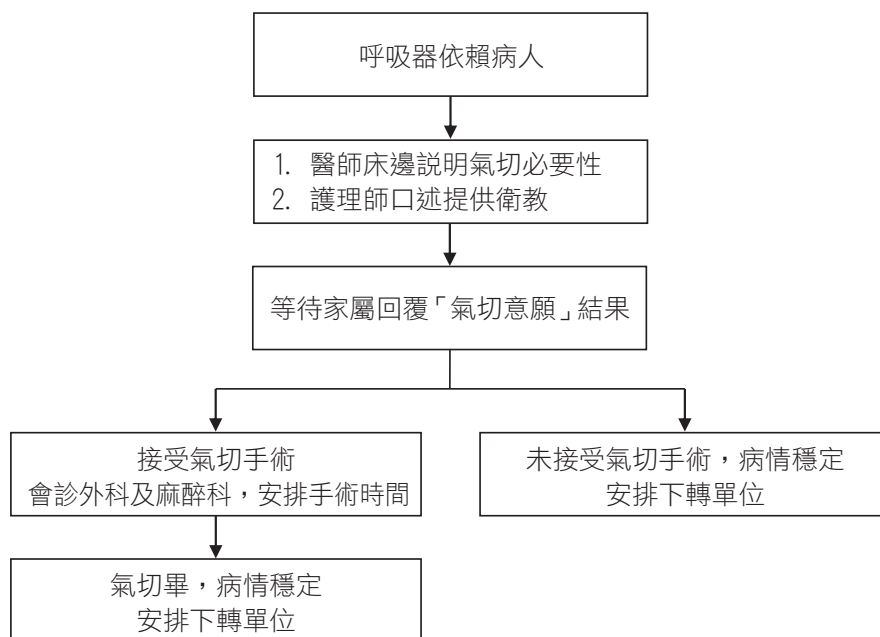 呼吸器依賴病人
1. 醫師床邊説明氣切必要性
2. 護理師口述提供衛教
等待家屬回覆「氣切意願」結果
接受氣切手術
會診外科及麻醉科，安排手術時間
未接受氣切手術，病情穩定
安排下轉單位
氣切畢，病情穩定
安排下轉單位